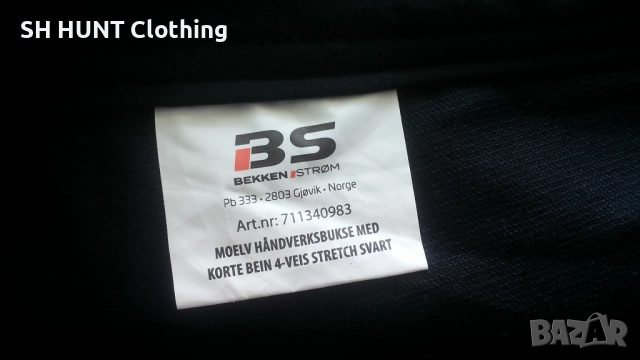 SH HUNT Clothing
BS
BEKKEN STRØM
Pb 333 • 2803 Gjøvik • Norge
Art.nr: 711340983
MOELV HÅNDVERKSBUKSE MED
KORTE BEIN 4-VEIS STRETCH SVART
BAZAR